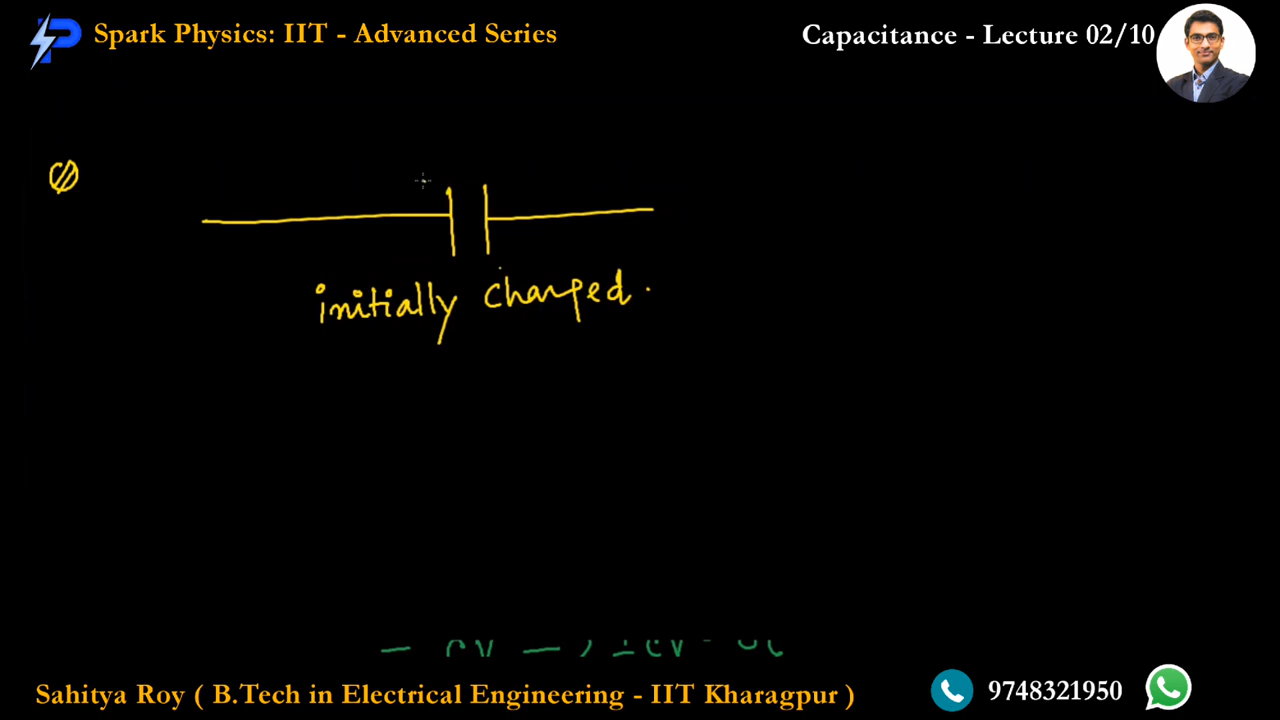 Spark Physics: IIT - Advanced Series
Capacitance - Lecture 02/10
initially charged.
Sahitya Roy ( B.Tech in Electrical Engineering - IIT Kharagpur )
9748321950